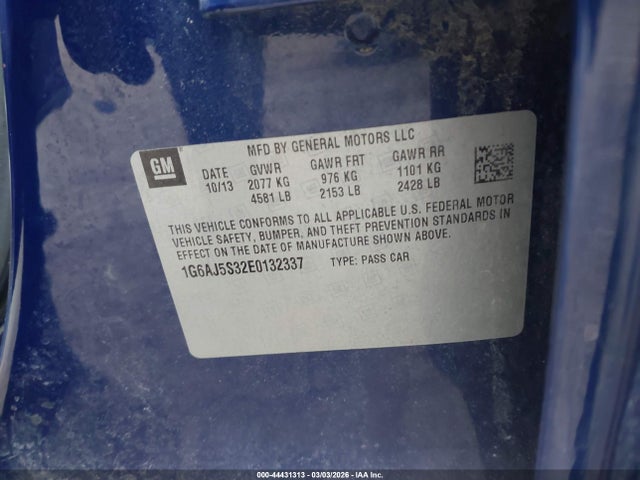 MFD BY GENERAL MOTORS LLC
GM
DATE GVWR GAWR FRT GAWR RR
10/13 2077 KG 976 KG 1101 KG
4581 LB 2153 LB 2428 LB
THIS VEHICLE CONFORMS TO ALL APPLICABLE U.S. FEDERAL MOTOR
VEHICLE SAFETY, BUMPER, AND THEFT PREVENTION STANDARDS IN
EFFECT ON THE DATE OF MANUFACTURE SHOWN ABOVE.
1G6AJ5S32E0132337 TYPE: PASS CAR
000-44431313 - 03/03/2026 - IAA Inc.